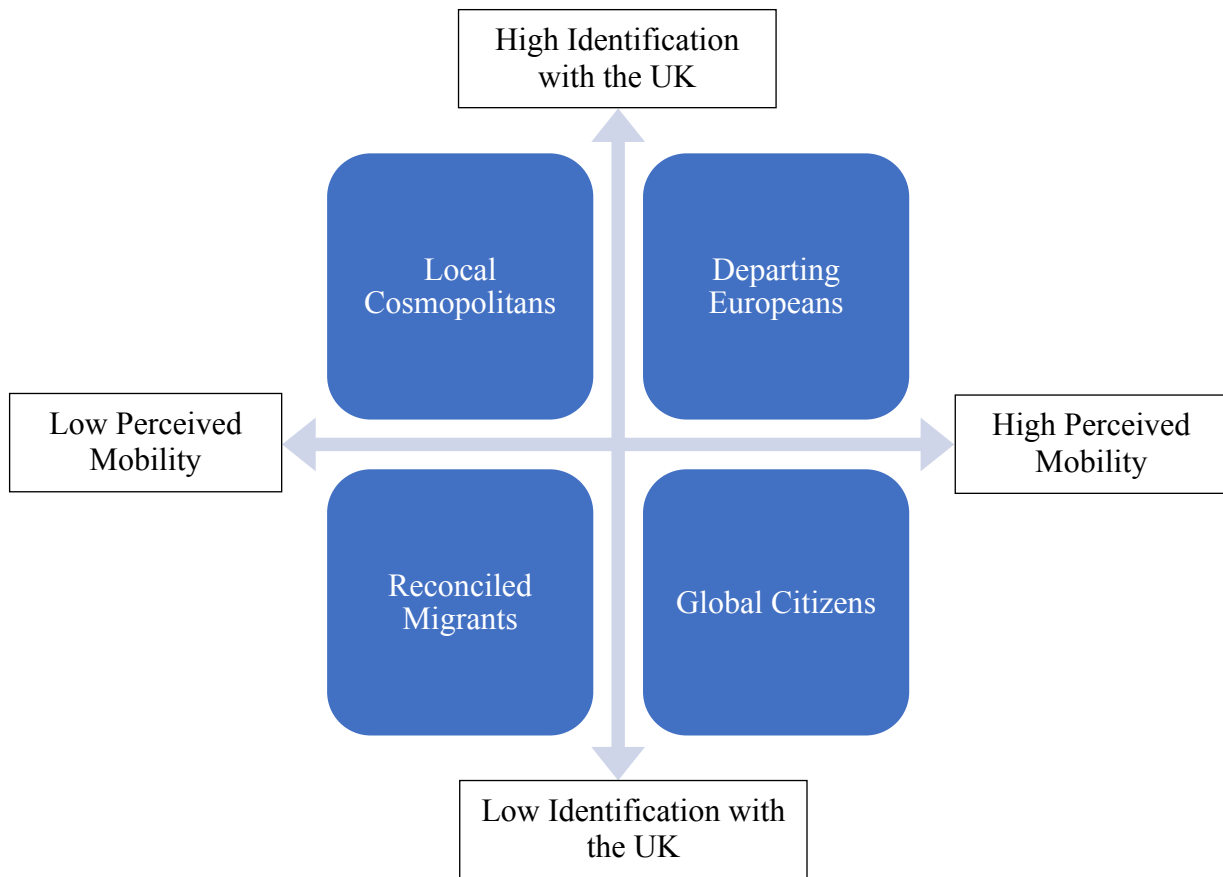 High Identification
with the UK
Local
Cosmopolitans
Departing
Europeans
Low Perceived
Mobility
High Perceived
Mobility
Reconciled
Migrants
Global Citizens
Low Identification with
the UK